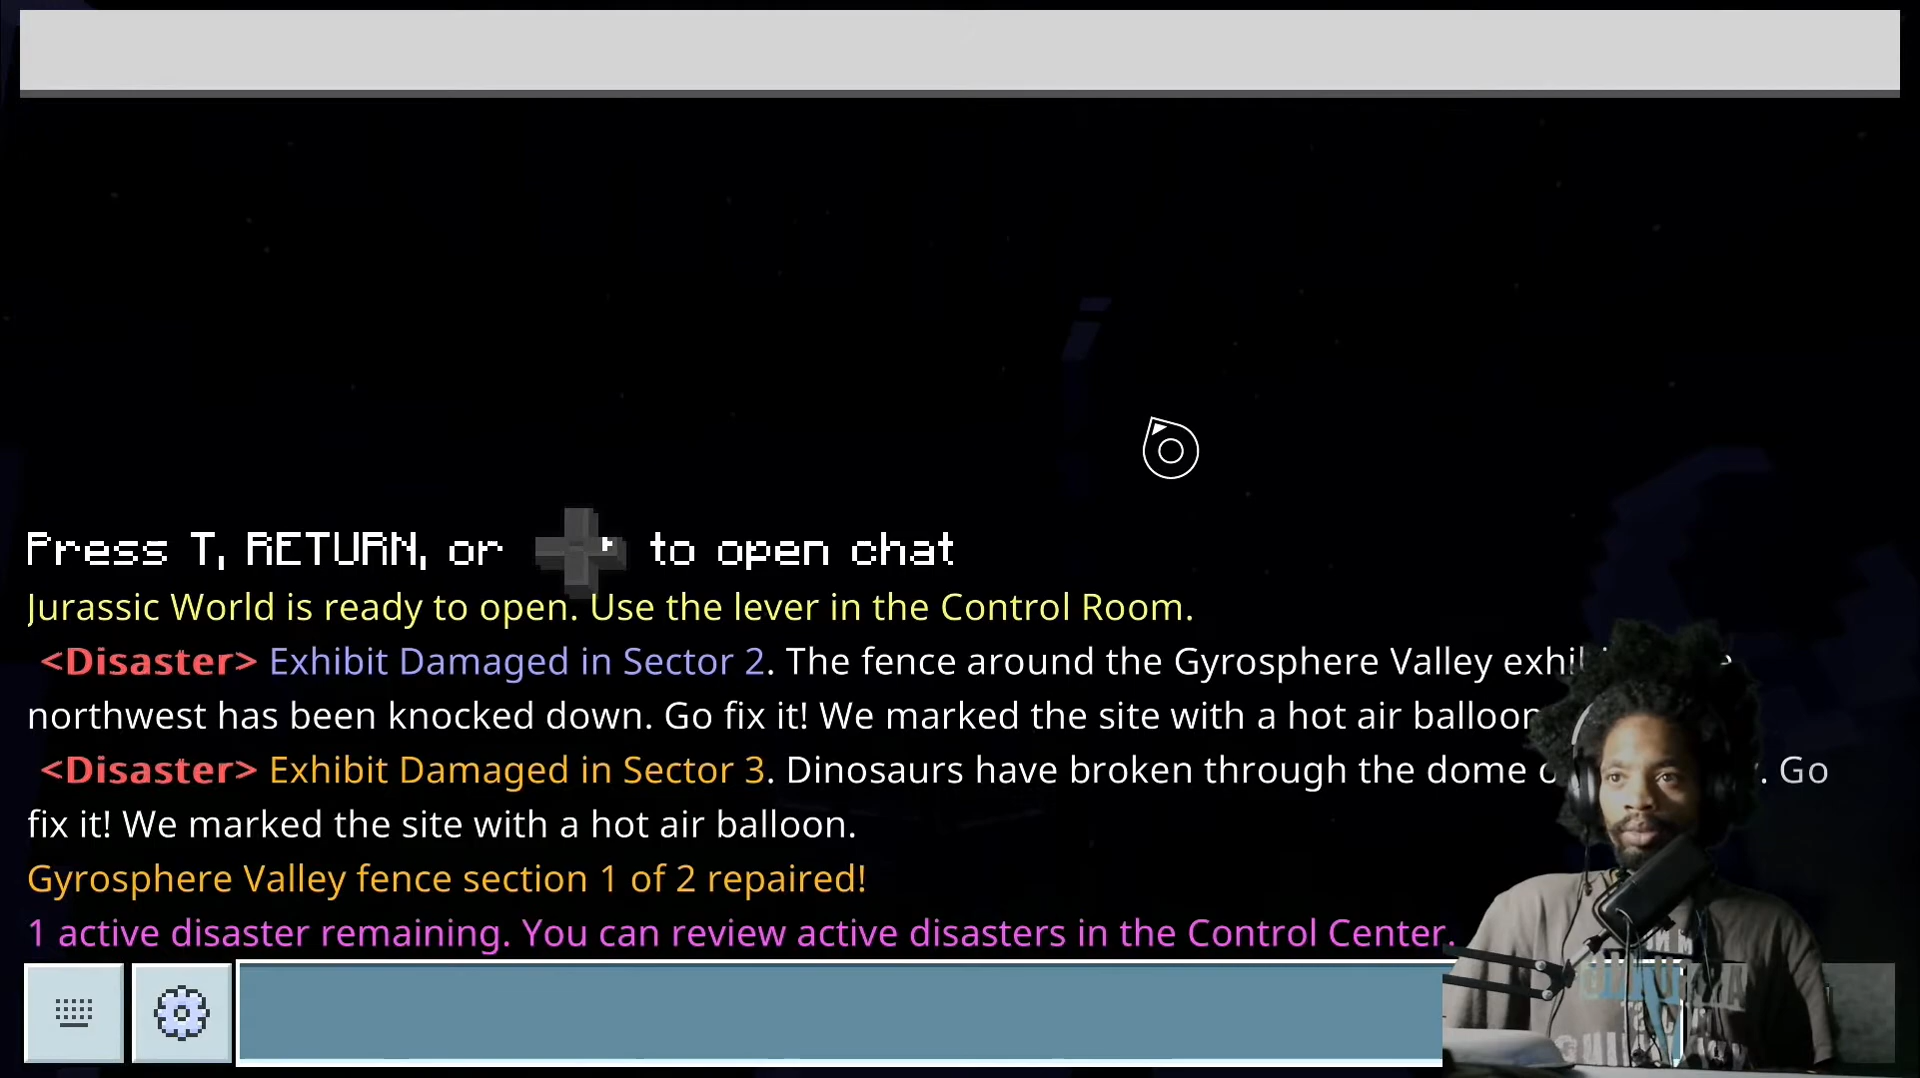 Press T, RETURN, or to open chat
Jurassic World is ready to open. Use the lever in the Control Room.
<Disaster> Exhibit Damaged in Sector 2. The fence around the Gyrosphere Valley
northwest has been knocked down. Go fix it! We marked the site with a hot air balloon
<Disaster> Exhibit Damaged in Sector 3. Dinosaurs have broken through the dome . Go
fix it! We marked the site with a hot air balloon.
Gyrosphere Valley fence section 1 of 2 repaired!
1 active disaster remaining. You can review active disasters in the Control Center.